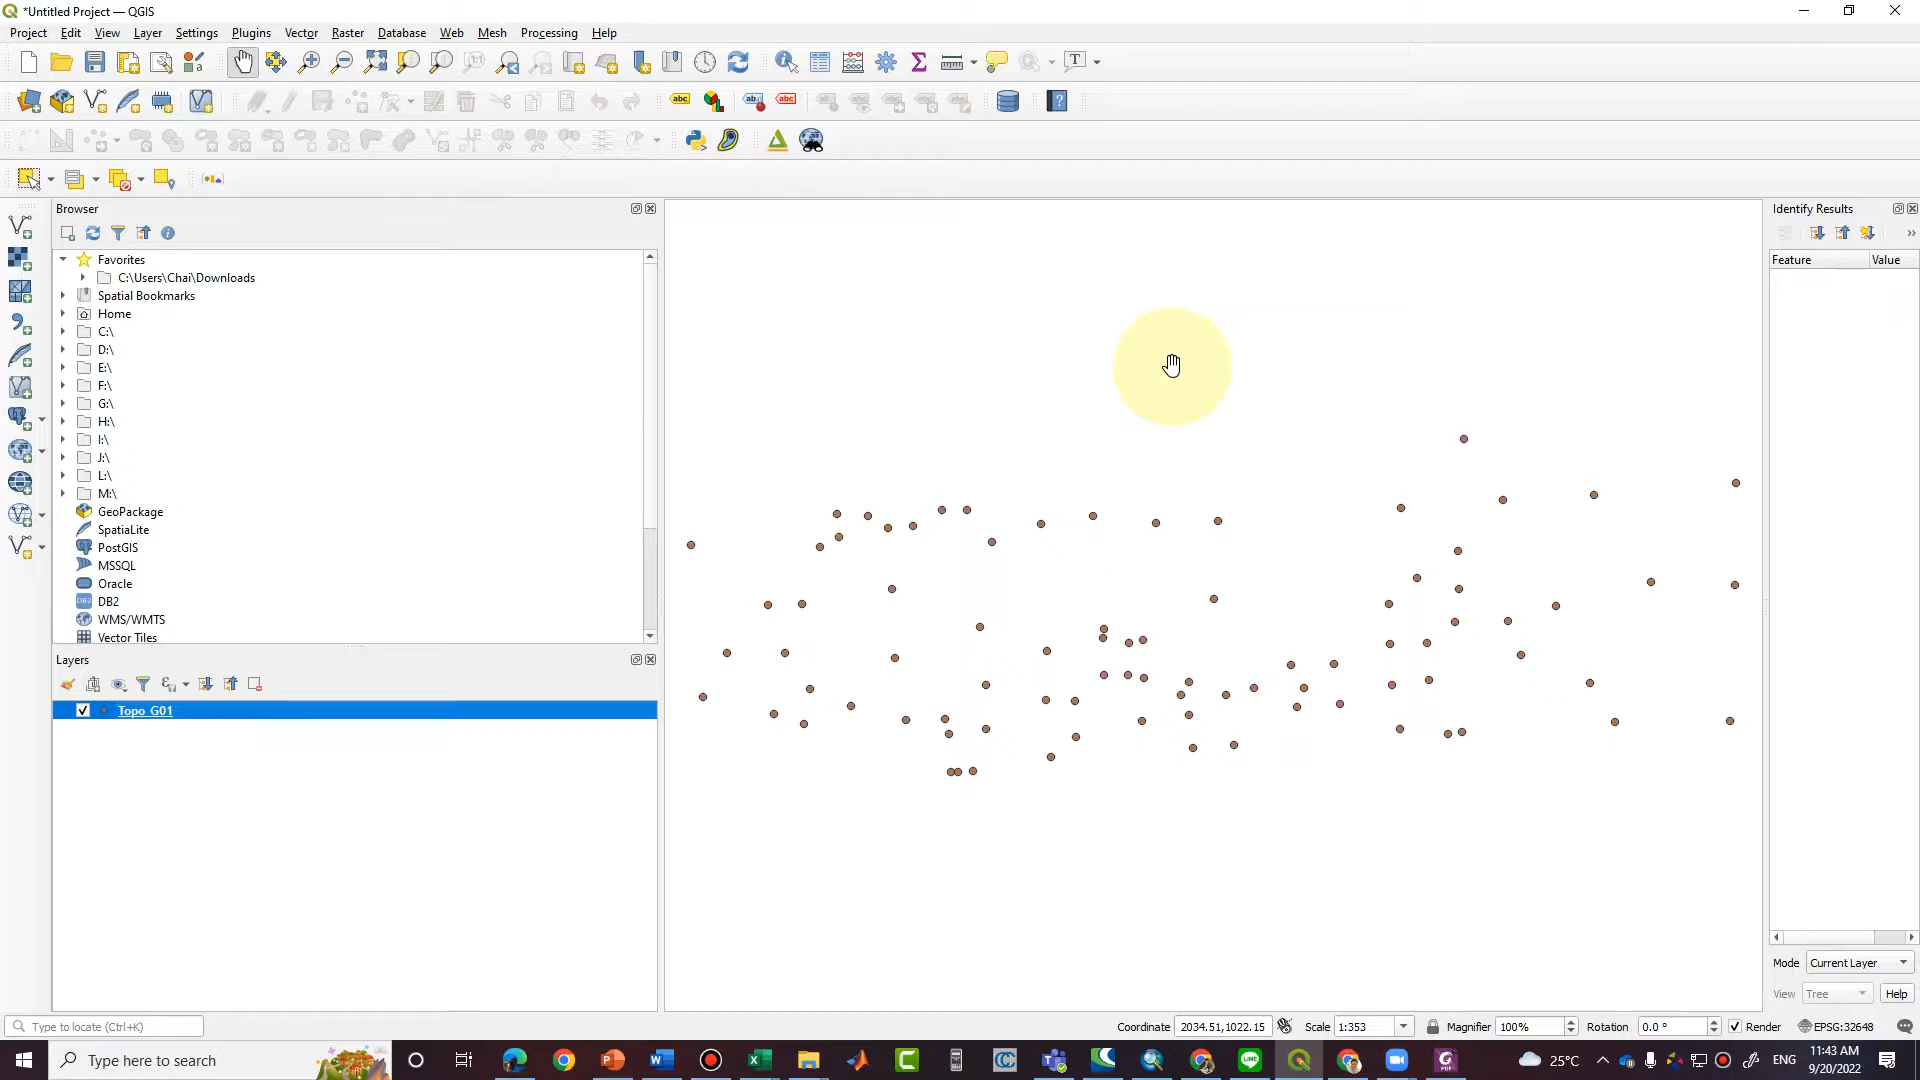 *Untitled Project — QGIS
Project Edit View Layer Settings Plugins Vector Raster Database Web Mesh Processing Help
Browser
Favorites
C:\Users\Chai\Downloads
Spatial Bookmarks
Home
C:\
D:\
E:\
F:\
G:\
H:\
I:\
J:\
L:\
M:\
GeoPackage
SpatiaLite
PostGIS
MSSQL
Oracle
DB2
WMS/WMTS
Vector Tiles
Layers
Topo G01
Identify Results
Feature Value
Mode Current Layer
View Tree Help
Type to locate (Ctrl+K)
Coordinate 2034.51,1022.15 Scale 1:353 Magnifier 100% Rotation 0.0 ° Render EPSG:32648
Type here to search
25°C ENG 11:43 AM
9/20/2022